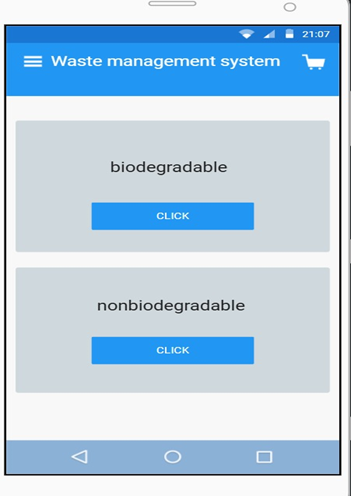 21:07
Waste management system
biodegradable
CLICK
nonbiodegradable
CLICK